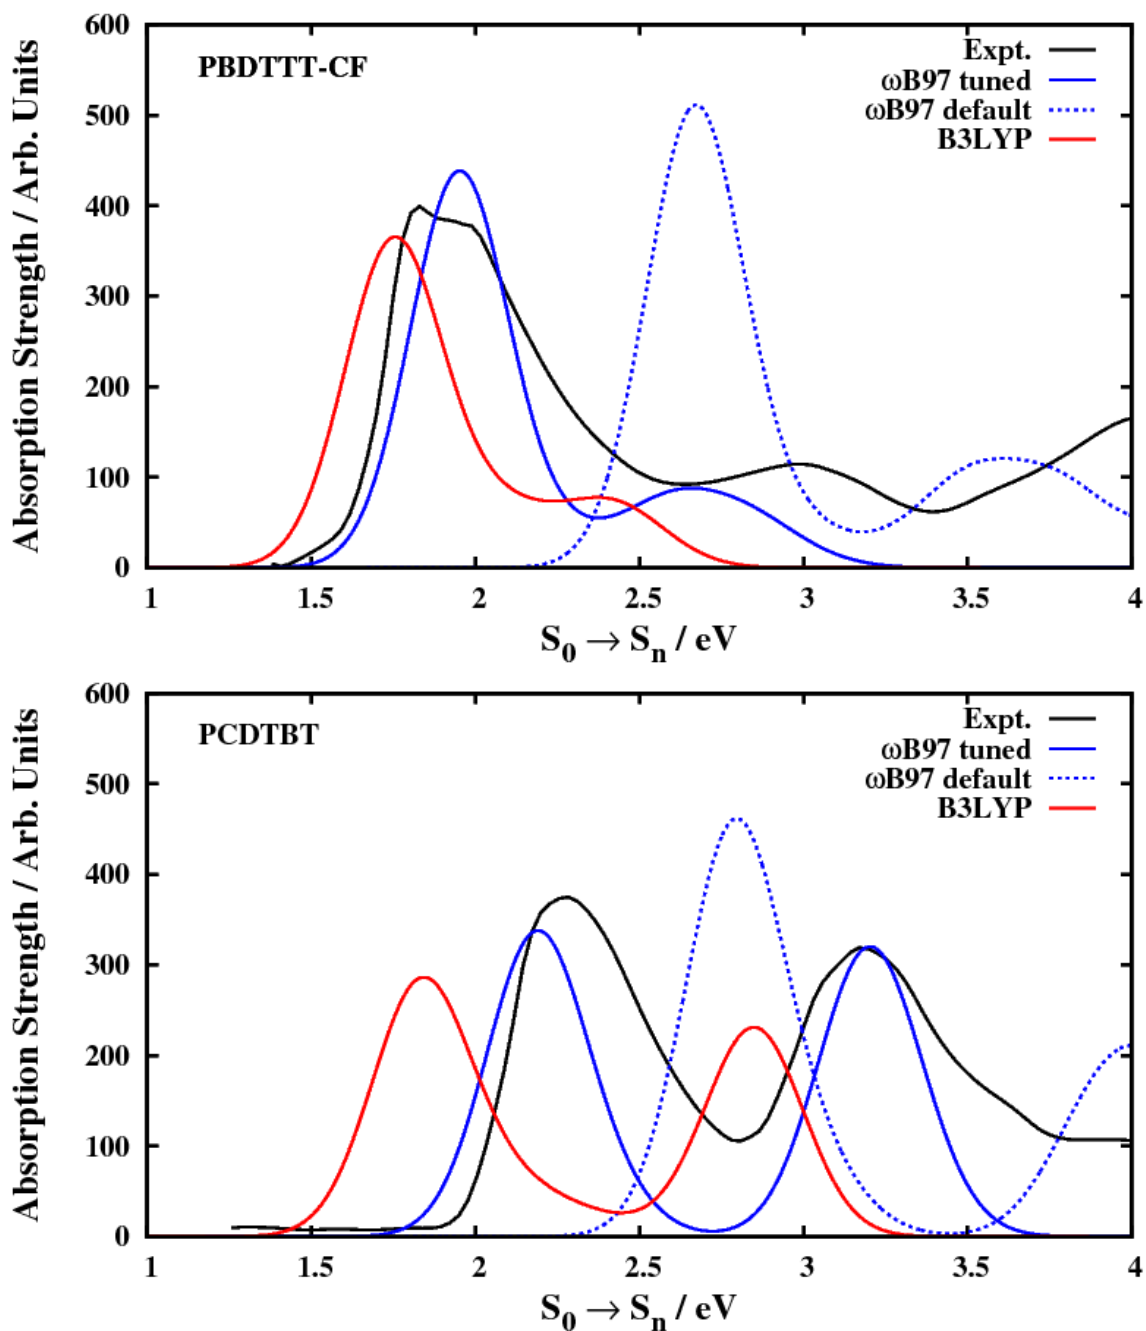 PBDTTT-CF
Expt.
ωB97 tuned
ωB97 default
B3LYP
Absorption Strength / Arb. Units
600
500
400
300
200
100
0
1 1.5 2 2.5 3 3.5 4
S₀ → Sₙ / eV
PCDTBT
Expt.
ωB97 tuned
ωB97 default
B3LYP
Absorption Strength / Arb. Units
600
500
400
300
200
100
0
1 1.5 2 2.5 3 3.5 4
S₀ → Sₙ / eV